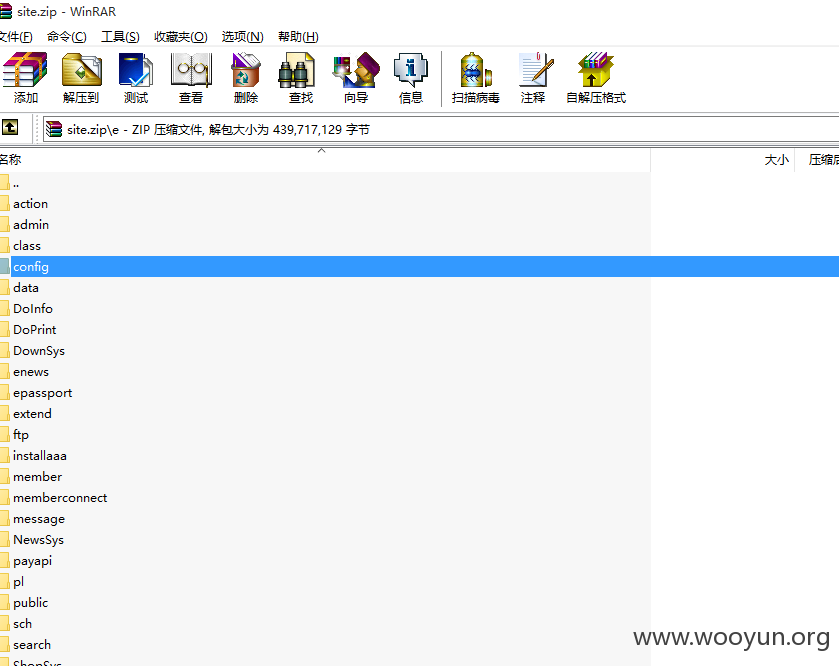 site.zip - WinRAR
文件(F) 命令(C) 工具(S) 收藏夹(O) 选项(N) 帮助(H)
添加 解压到 测试 查看 删除 查找 向导 信息 扫描病毒 注释 自解压格式
site.zip\e - ZIP 压缩文件, 解包大小为 439,717,129 字节
名称 大小 压缩后
..
action
admin
class
config
data
DoInfo
DoPrint
DownSys
enews
epassport
extend
ftp
installaaa
member
memberconnect
message
NewsSys
payapi
pl
public
sch
search
ShopSys
www.wooyun.org